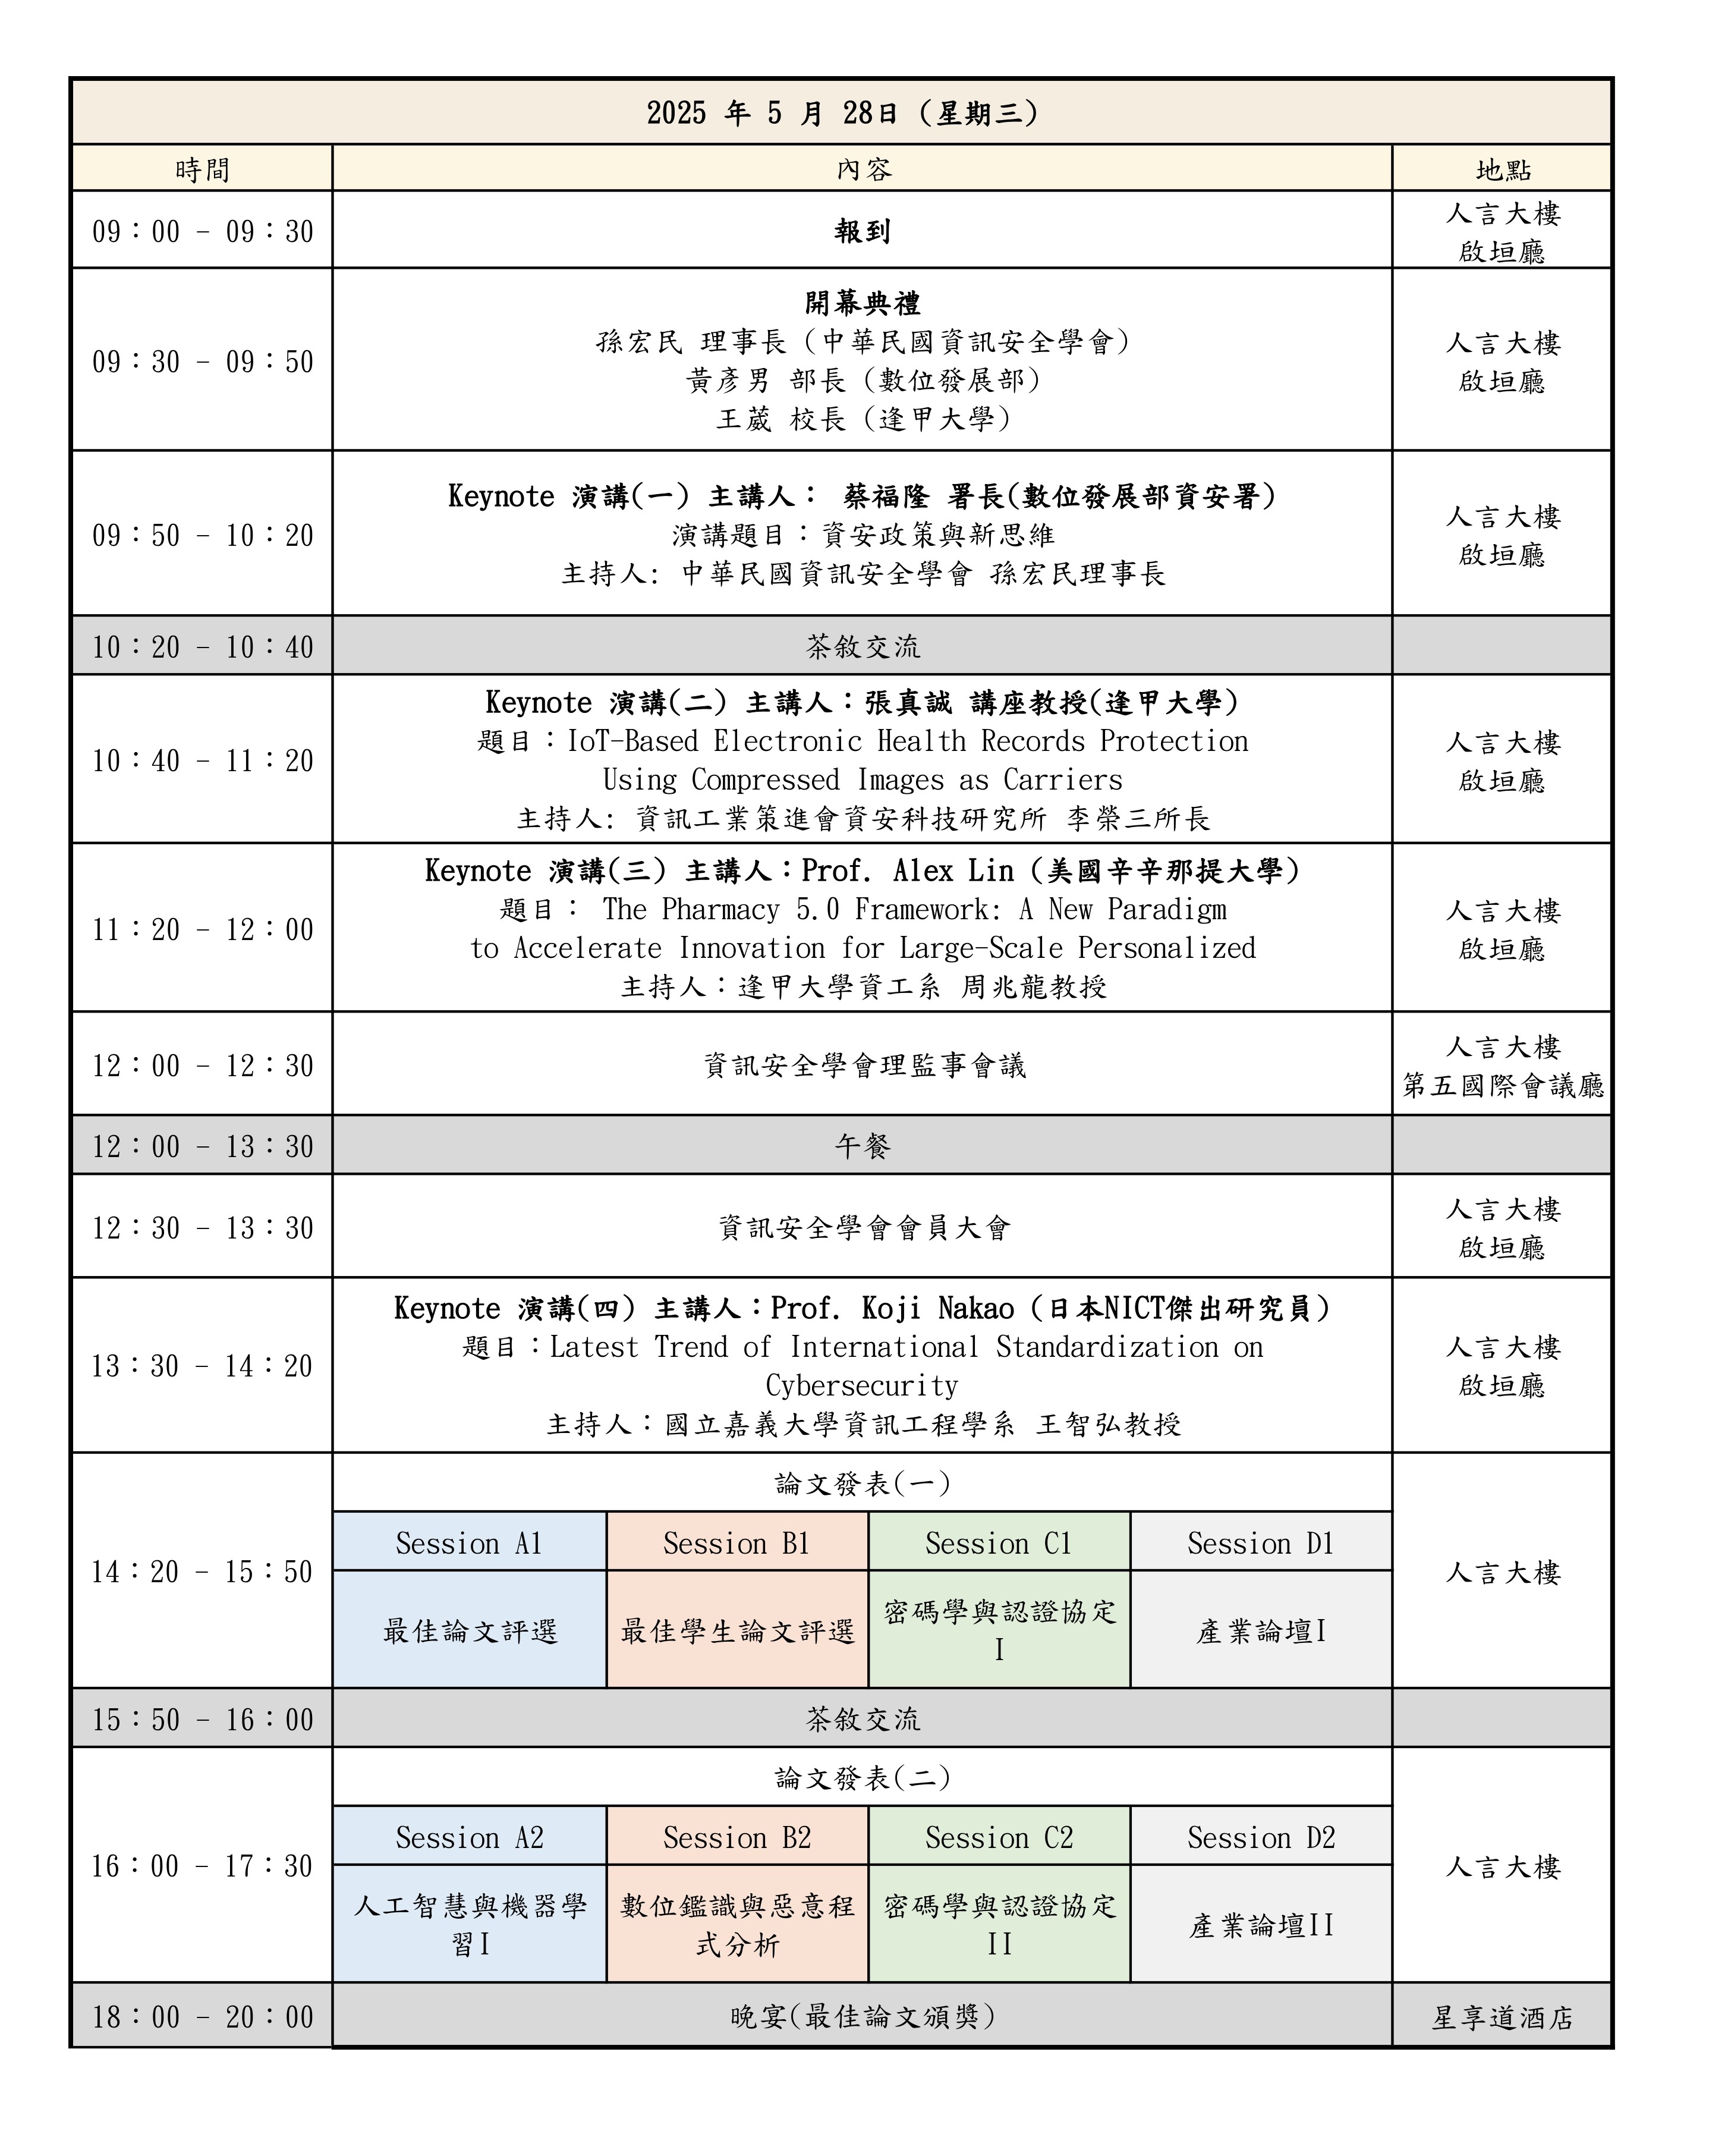 2025 年 5 月 28日 (星期三)
時間 內容 地點
09：00 - 09：30 報到 人言大樓
啟垣廳
09：30 - 09：50
開幕典禮
孫宏民 理事長 (中華民國資訊安全學會)
黃彥男 部長 (數位發展部)
王葳 校長 (逢甲大學)
人言大樓
啟垣廳
09：50 - 10：20
Keynote 演講(一) 主講人： 蔡福隆 署長(數位發展部資安署)
演講題目：資安政策與新思維
主持人: 中華民國資訊安全學會 孫宏民理事長
人言大樓
啟垣廳
10：20 - 10：40 茶敘交流
10：40 - 11：20
Keynote 演講(二) 主講人：張真誠 講座教授(逢甲大學)
題目：IoT-Based Electronic Health Records Protection
Using Compressed Images as Carriers
主持人: 資訊工業策進會資安科技研究所 李榮三所長
人言大樓
啟垣廳
11：20 - 12：00
Keynote 演講(三) 主講人：Prof. Alex Lin (美國辛辛那提大學)
題目： The Pharmacy 5.0 Framework: A New Paradigm
to Accelerate Innovation for Large-Scale Personalized
主持人：逢甲大學資工系 周兆龍教授
人言大樓
啟垣廳
12：00 - 12：30 資訊安全學會理監事會議
人言大樓
第五國際會議廳
12：00 - 13：30 午餐
12：30 - 13：30 資訊安全學會會員大會
人言大樓
啟垣廳
13：30 - 14：20
Keynote 演講(四) 主講人：Prof. Koji Nakao (日本NICT傑出研究員)
題目：Latest Trend of International Standardization on
Cybersecurity
主持人：國立嘉義大學資訊工程學系 王智弘教授
人言大樓
啟垣廳
14：20 - 15：50
論文發表(一)
Session A1 Session B1 Session C1 Session D1
最佳論文評選 最佳學生論文評選 密碼學與認證協定
I
產業論壇I
人言大樓
15：50 - 16：00 茶敘交流
16：00 - 17：30
論文發表(二)
Session A2 Session B2 Session C2 Session D2
人工智慧與機器學
習I
數位鑑識與惡意程
式分析
密碼學與認證協定
II
產業論壇II
人言大樓
18：00 - 20：00 晚宴(最佳論文頒獎) 星享道酒店